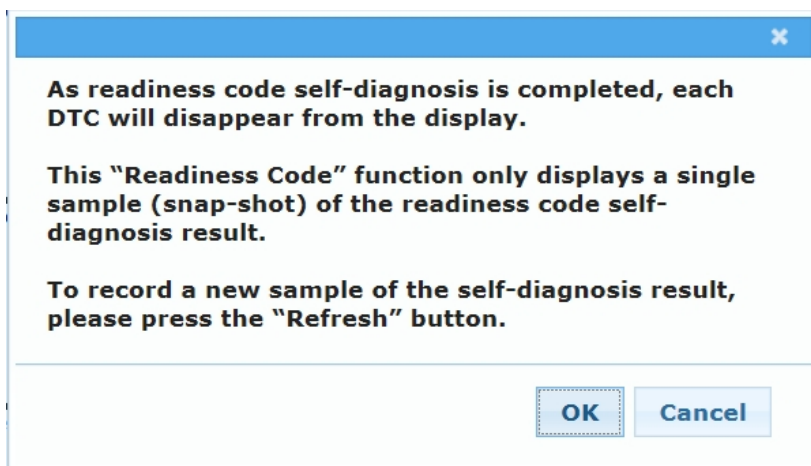 As readiness code self-diagnosis is completed, each
DTC will disappear from the display.
This “Readiness Code” function only displays a single
sample (snap-shot) of the readiness code self-
diagnosis result.
To record a new sample of the self-diagnosis result,
please press the “Refresh” button.
OK
Cancel